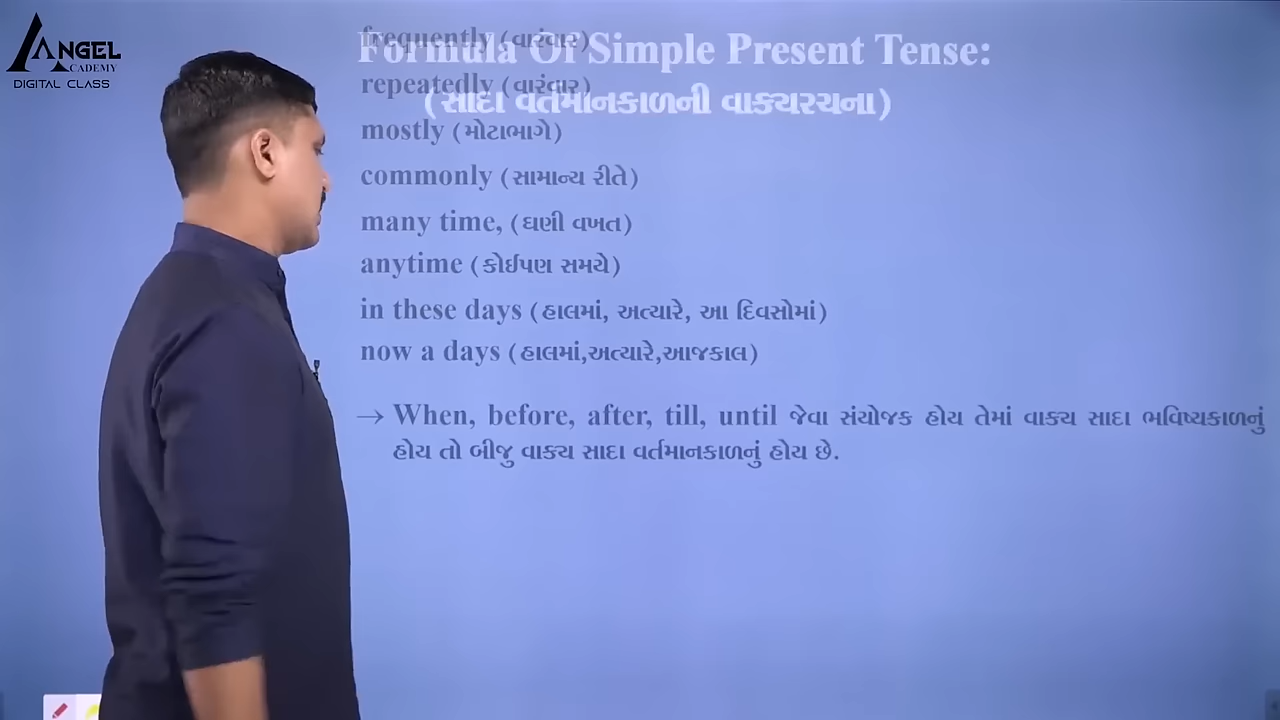 ANGEL
ACADEMY
DIGITAL CLASS
Formula Of Simple Present Tense:
(સાદા વર્તમાનકાળની વાક્યરચના)
frequently (વારંવાર)
repeatedly (વારંવાર)
mostly (મોટાભાગે)
commonly (સામાન્ય રીતે)
many time, (ઘણી વખત)
anytime (કોઈપણ સમયે)
in these days (હાલમાં, અત્યારે, આ દિવસોમાં)
now a days (હાલમાં,અત્યારે,આજકાલ)
→ When, before, after, till, until જેવા સંયોજક હોય તેમાં વાક્ય સાદા ભવિષ્યકાળનું
હોય તો બીજુ વાક્ય સાદા વર્તમાનકાળનું હોય છે.